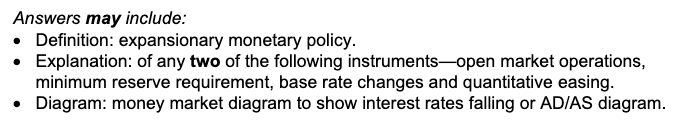 Answers may include:
• Definition: expansionary monetary policy.
• Explanation: of any two of the following instruments—open market operations,
minimum reserve requirement, base rate changes and quantitative easing.
• Diagram: money market diagram to show interest rates falling or AD/AS diagram.